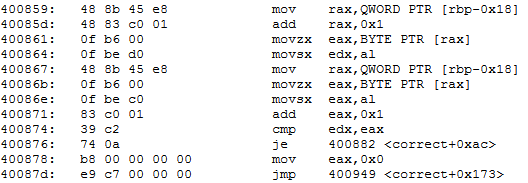 400859: 48 8b 45 e8 mov rax,QWORD PTR [rbp-0x18]
40085d: 48 83 c0 01 add rax,0x1
400861: 0f b6 00 movzx eax,BYTE PTR [rax]
400864: 0f be d0 movsx edx,al
400867: 48 8b 45 e8 mov rax,QWORD PTR [rbp-0x18]
40086b: 0f b6 00 movzx eax,BYTE PTR [rax]
40086e: 0f be c0 movsx eax,al
400871: 83 c0 01 add eax,0x1
400874: 39 c2 cmp edx,eax
400876: 74 0a je 400882 <correct+0xac>
400878: b8 00 00 00 00 mov eax,0x0
40087d: e9 c7 00 00 00 jmp 400949 <correct+0x173>